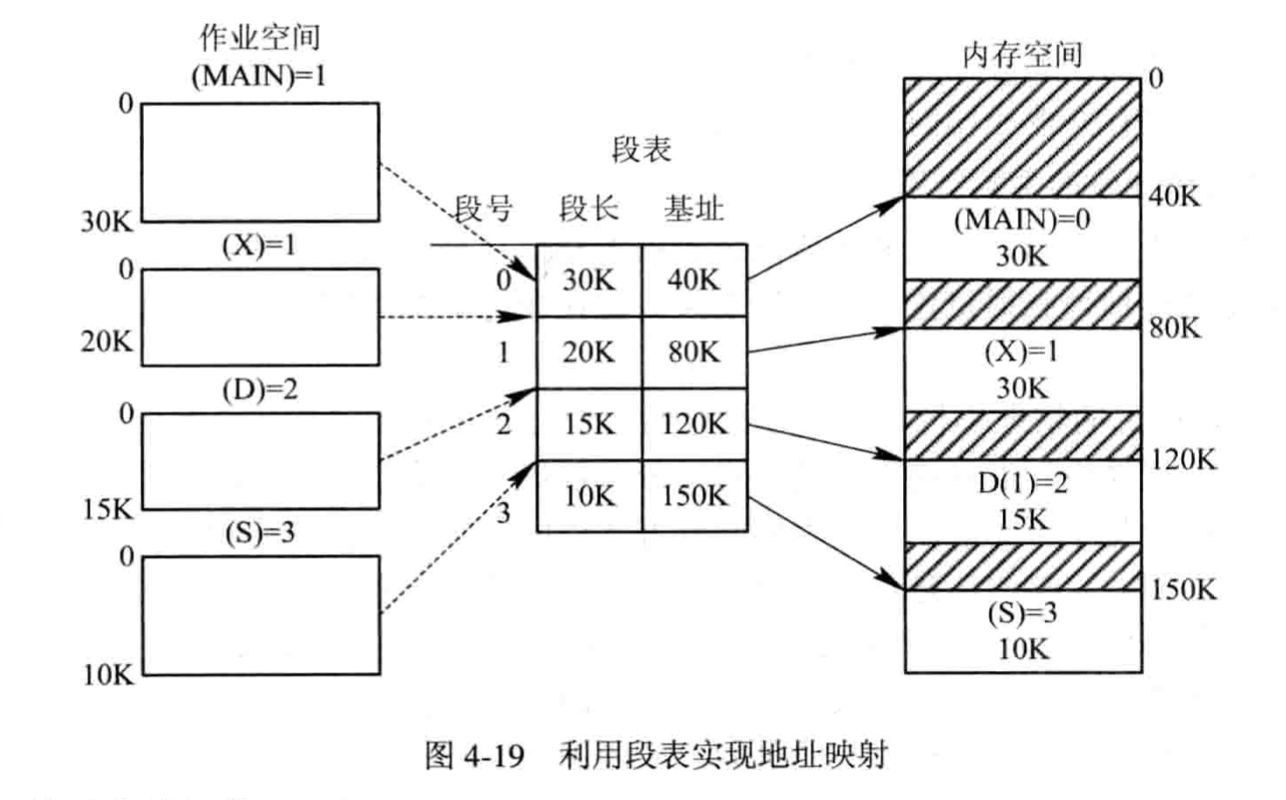 作业空间
(MAIN)=1
0
30K
(X)=1
0
20K
(D)=2
0
15K
(S)=3
0
10K
段表
段号 段长 基址
0 30K 40K
1 20K 80K
2 15K 120K
3 10K 150K
内存空间
0
40K
(MAIN)=0
30K
80K
(X)=1
30K
120K
D(1)=2
15K
150K
(S)=3
10K
图 4-19 利用段表实现地址映射